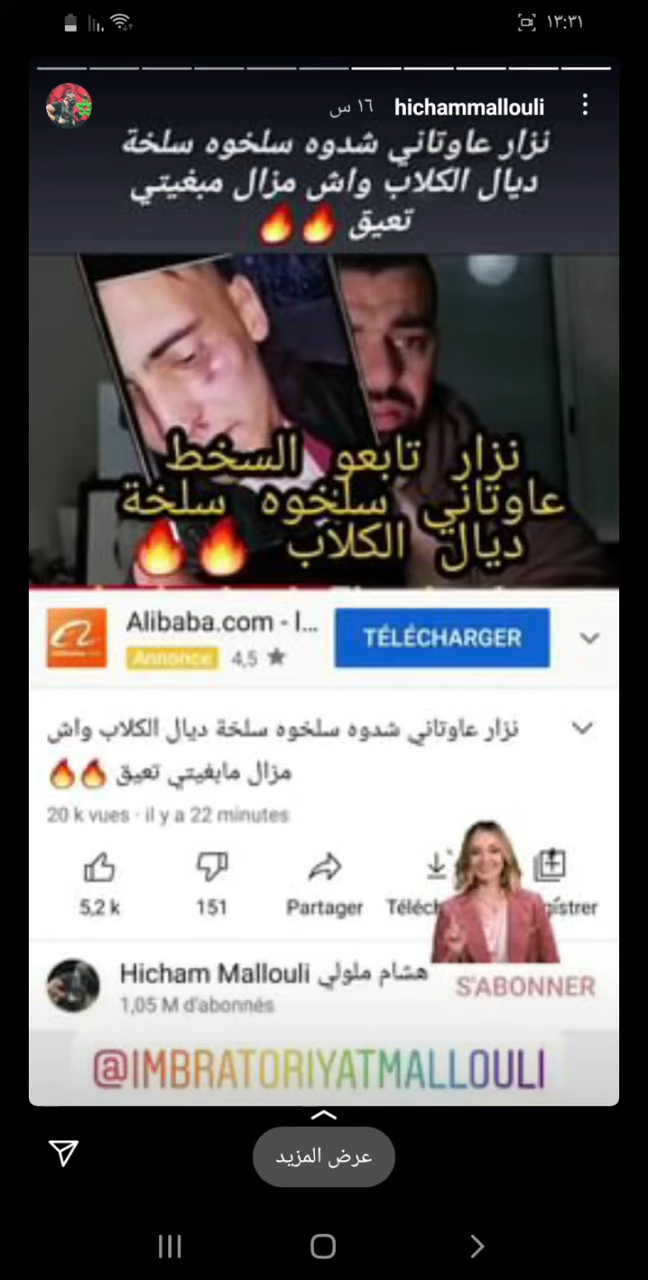 ١٣:٣١
hichammallouli ١٦ س
نزار عاوتاني شدوه سلخوه سلخة
ديال الكلاب واش مزال مبغيتي
تعيق 🔥🔥
نزار تابعو السخط
عاوتاني سلخوه سلخة
ديال الكلاب 🔥🔥
Alibaba.com - l...
Annonce 4,5 ★
TÉLÉCHARGER
نزار عاوتاني شدوه سلخوه سلخة ديال الكلاب واش
مزال مابغيتي تعيق 🔥🔥
20 k vues · il y a 22 minutes
5,2 k 151 Partager
Hicham Mallouli هشام ملولي
1,05 M d'abonnés
S'ABONNER
@IMBRATORIYATMALLOULI
عرض المزيد